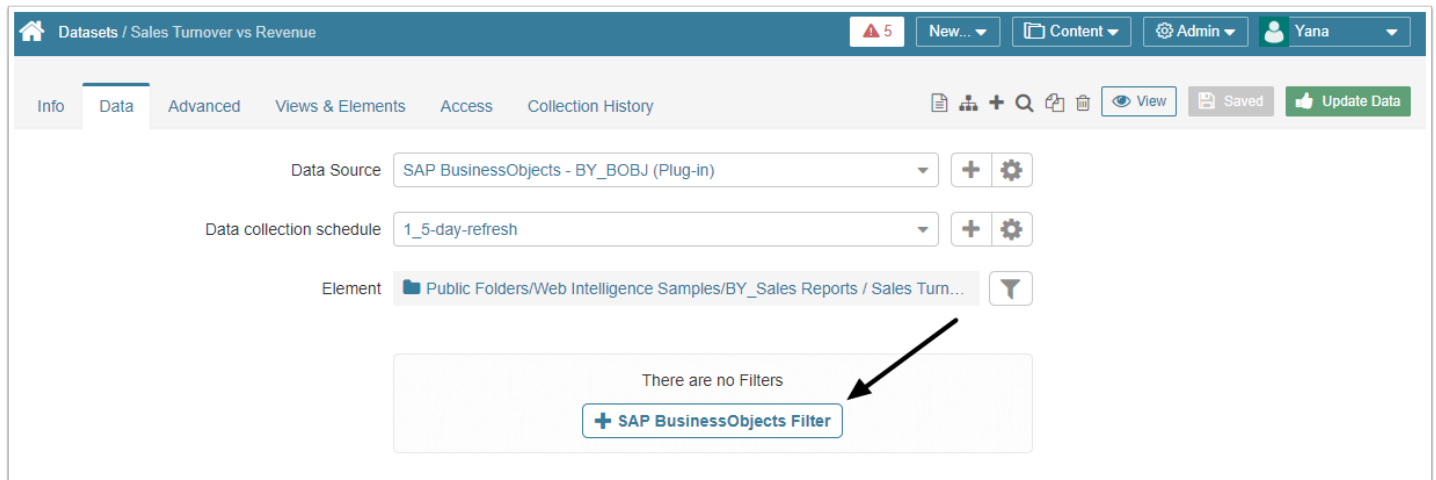 Datasets / Sales Turnover vs Revenue 5 New... Content Admin Yana
Info Data Advanced Views & Elements Access Collection History View Saved Update Data
Data Source SAP BusinessObjects - BY_BOBJ (Plug-in)
Data collection schedule 1_5-day-refresh
Element Public Folders/Web Intelligence Samples/BY_Sales Reports / Sales Turn...
There are no Filters
SAP BusinessObjects Filter